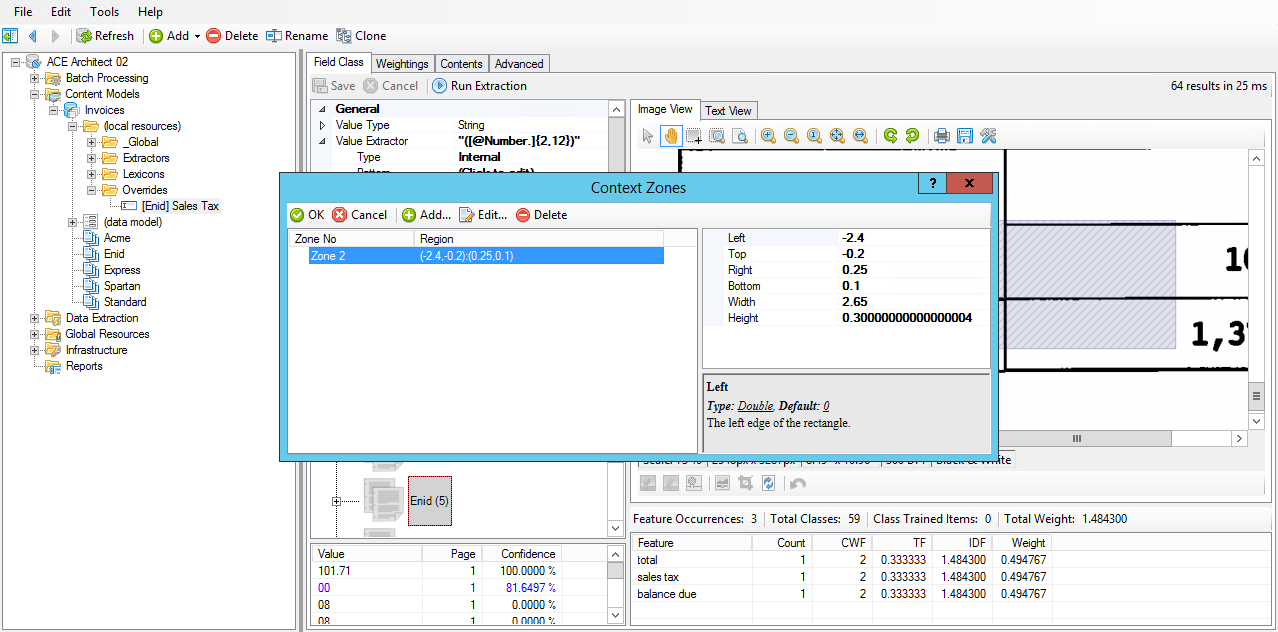 File Edit Tools Help
Refresh Add Delete Rename Clone
ACE Architect 02
Batch Processing
Content Models
Invoices
(local resources)
_Global
Extractors
Lexicons
Overrides
[Enid] Sales Tax
(data model)
Acme
Enid
Express
Spartan
Standard
Data Extraction
Global Resources
Infrastructure
Reports
Field Class Weightings Contents Advanced
Save Cancel Run Extraction 64 results in 25 ms
General
Value Type String
Value Extractor "([@Number.]{2,12})"
Type Internal
Pattern (Click to edit)
Image View Text View
Context Zones
? x
OK Cancel Add... Edit... Delete
Zone No Region
Zone 2 (-2.4,-0.2):(0.25,0.1)
Left -2.4
Top -0.2
Right 0.25
Bottom 0.1
Width 2.65
Height 0.30000000000000004
Left
Type: Double, Default: 0
The left edge of the rectangle.
1,3
Black & White
Enid (5)
Value Page Confidence
101.71 1 100.0000 %
00 1 81.6497 %
08 1 0.0000 %
08 1 0.0000 %
Feature Occurrences: 3 Total Classes: 59 Class Trained Items: 0 Total Weight: 1.484300
Feature Count CWF TF IDF Weight
total 1 2 0.333333 1.484300 0.494767
sales tax 1 2 0.333333 1.484300 0.494767
balance due 1 2 0.333333 1.484300 0.494767